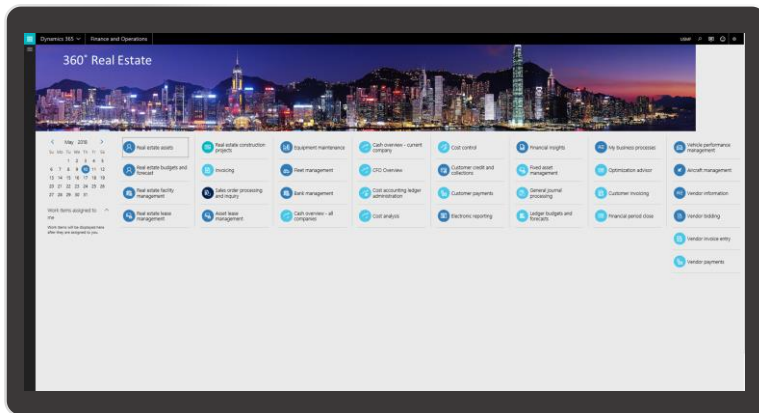 Dynamics 365
Finance and Operations
USMF
360° Real Estate
May 2018
Su Mo Tu We Th Fr Sa
1 2 3 4 5
6 7 8 9 10 11 12
13 14 15 16 17 18 19
20 21 22 23 24 25 26
27 28 29 30 31
Work items assigned to
me
Work items will be displayed here
after they are assigned to you.
Real estate assets
Real estate budgets and
forecast
Real estate facility
management
Real estate lease
management
Real estate construction
projects
Invoicing
Sales order processing
and inquiry
Asset lease
management
Equipment maintenance
Fleet management
Bank management
Cash overview - all
companies
Cash overview - current
company
CFO Overview
Cost accounting ledger
administration
Cost analysis
Cost control
Customer credit and
collections
Customer payments
Electronic reporting
Financial insights
Fixed asset
management
General journal
processing
Ledger budgets and
forecasts
My business processes
Optimization advisor
Customer invoicing
Financial period close
Vehicle performance
management
Aircraft management
Vendor information
Vendor bidding
Vendor invoice entry
Vendor payments